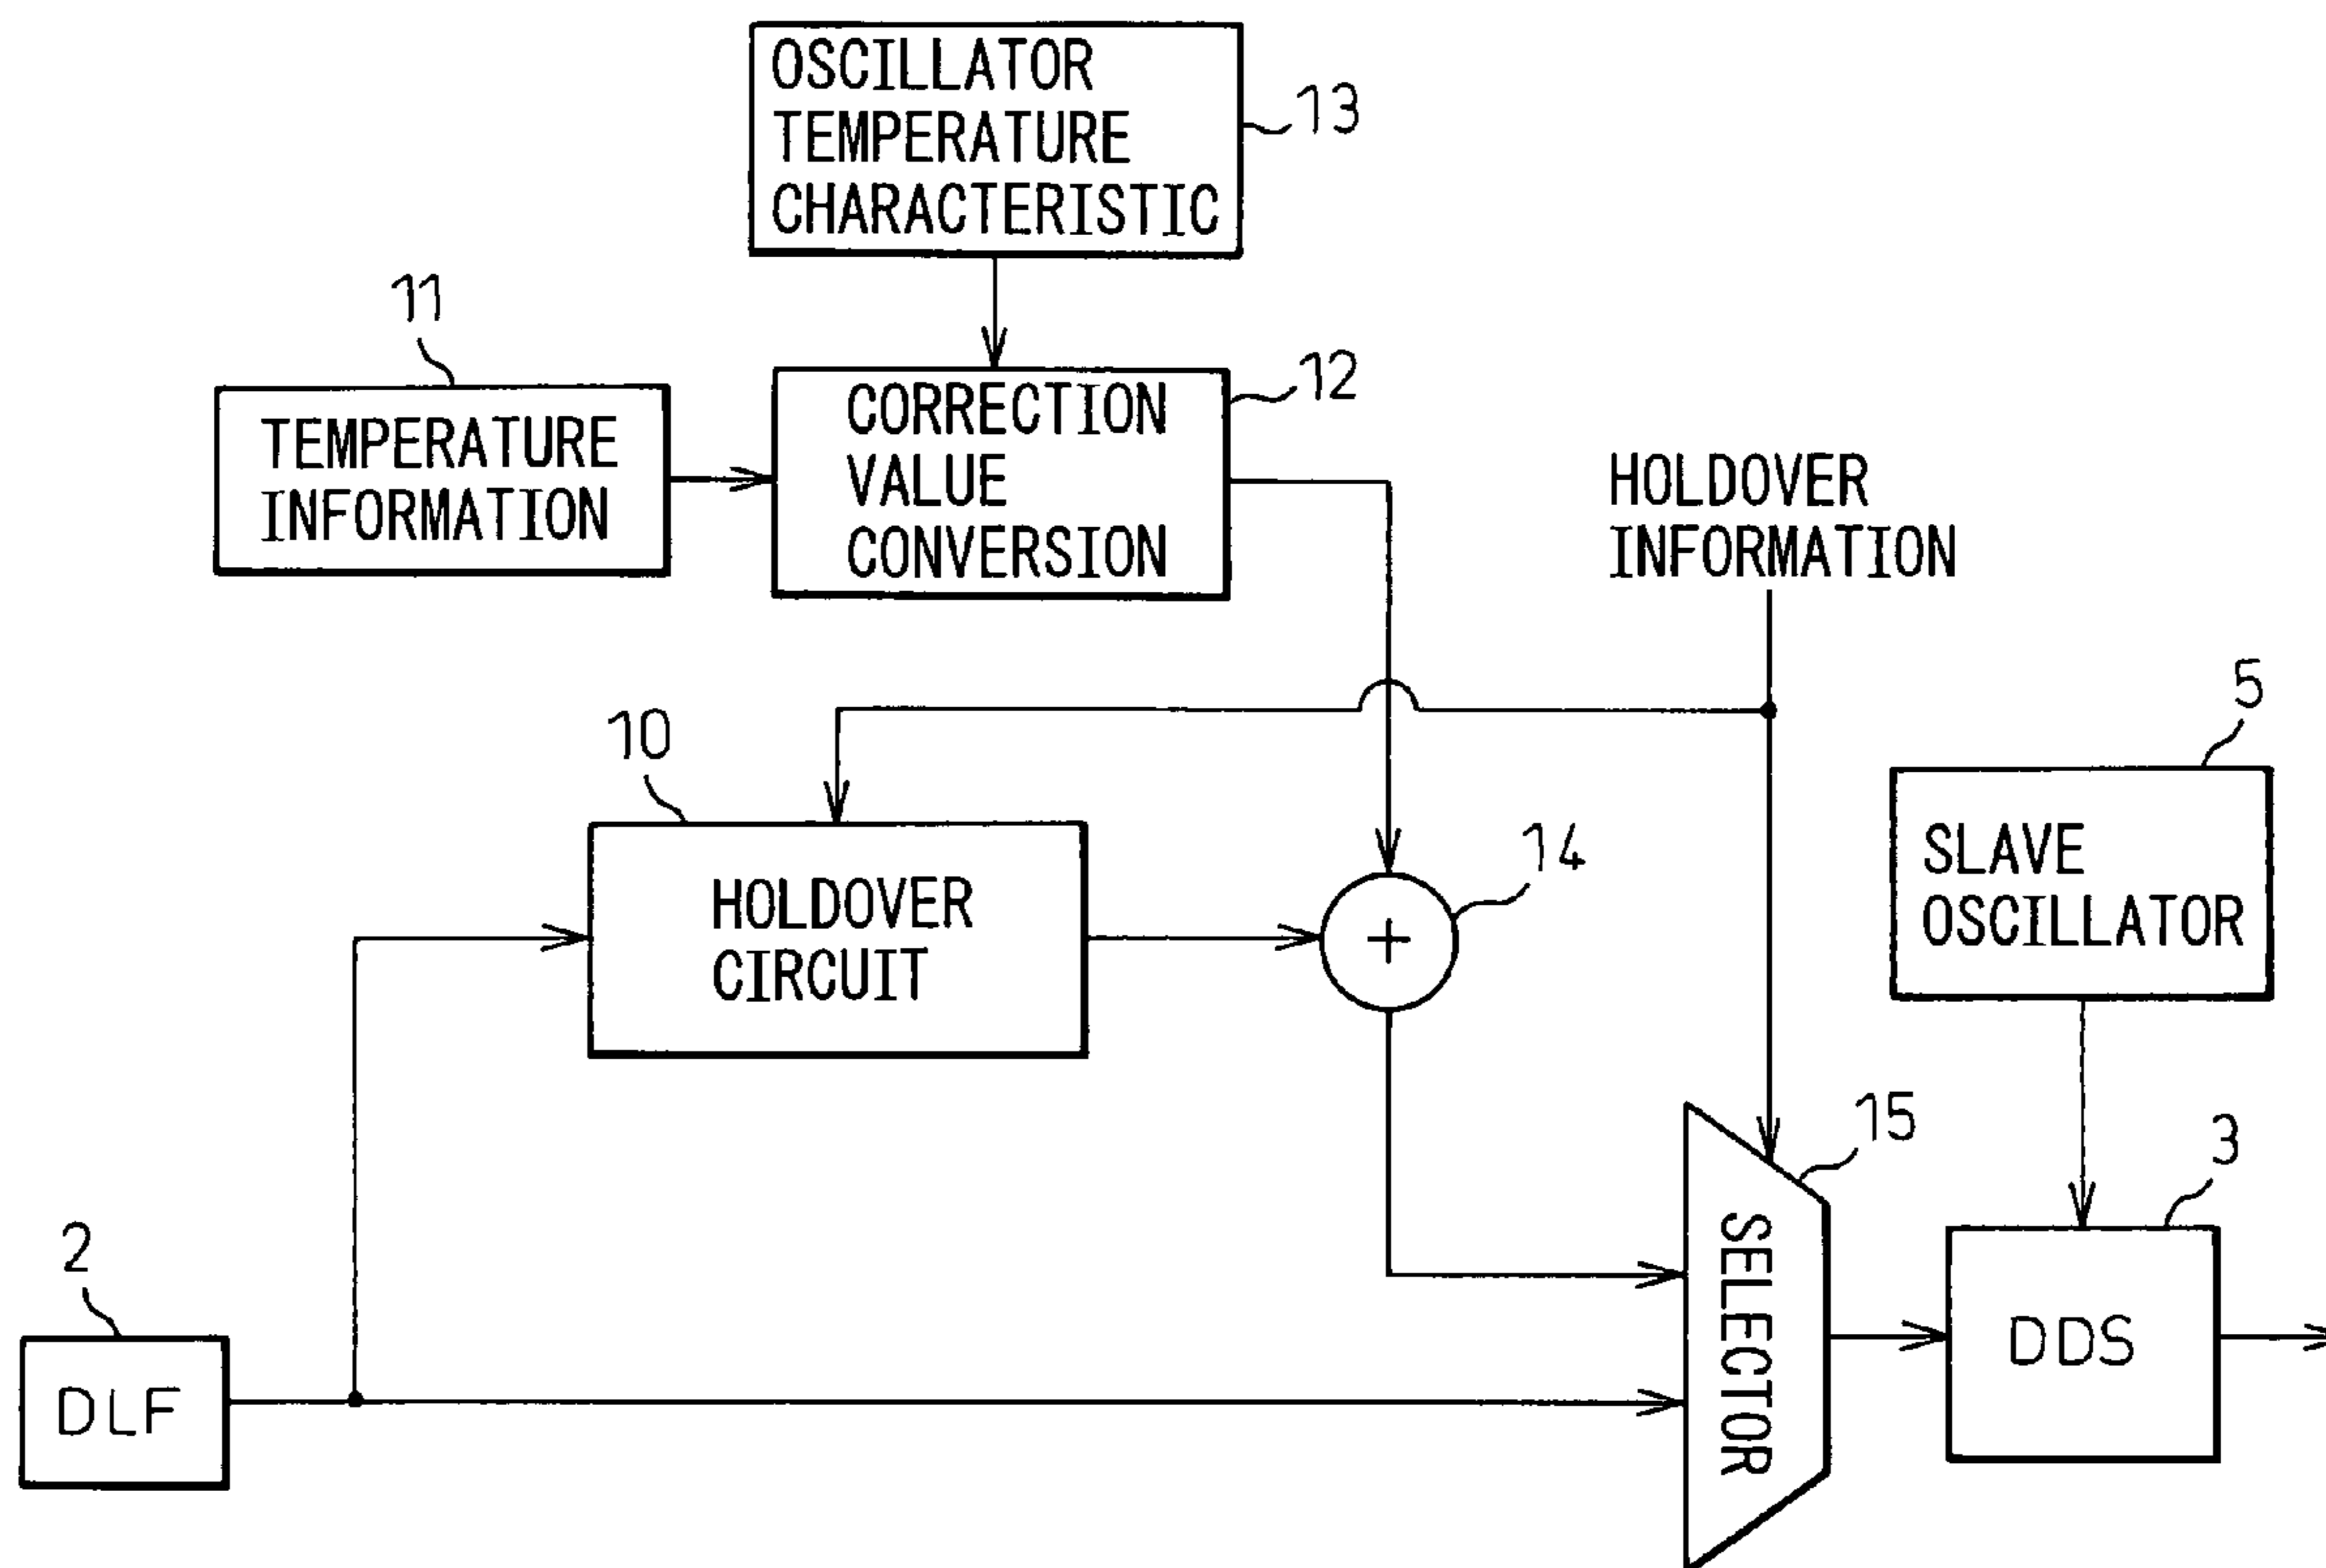 OSCILLATOR
TEMPERATURE
CHARACTERISTIC
13
11
TEMPERATURE
INFORMATION
CORRECTION
VALUE
CONVERSION
12
HOLDOVER
INFORMATION
10
HOLDOVER
CIRCUIT
14
5
SLAVE
OSCILLATOR
15
SELECTOR
3
DDS
2
DLF
+